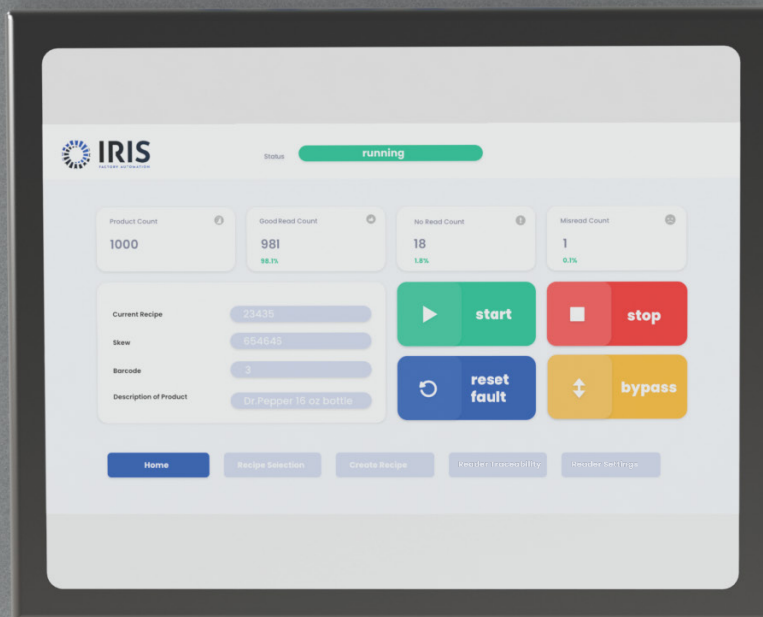 IRIS
FACTORY AUTOMATION
Status
running
Product Count
1000
Good Read Count
981
98.1%
No Read Count
18
1.8%
Misread Count
1
0.1%
Current Recipe
23435
Skew
654645
Barcode
3
Description of Product
Dr.Pepper 16 oz bottle
start
stop
reset
fault
bypass
Home
Recipe Selection
Create Recipe
Reader Traceability
Reader Settings